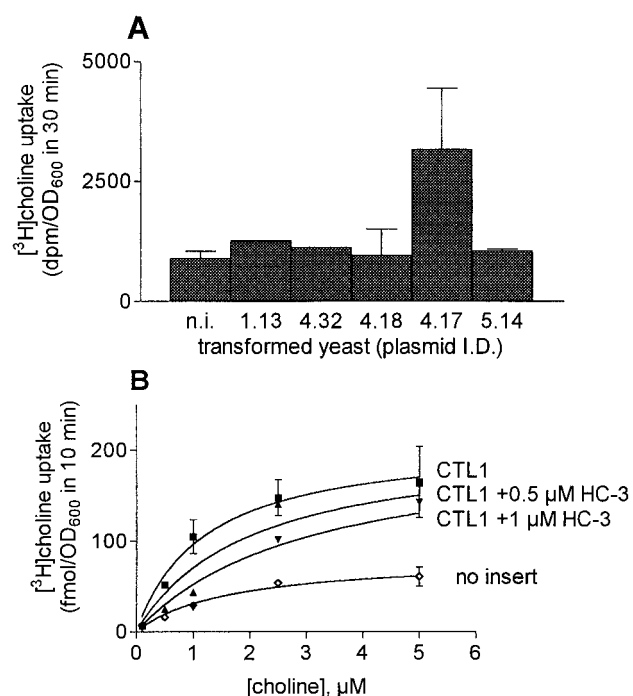 A
[³H]choline uptake
(dpm/OD₆₀₀ in 30 min)
5000
2500
0
n.i. 1.13 4.32 4.18 4.17 5.14
transformed yeast (plasmid I.D.)
B
[³H]choline uptake
(fmol/OD₆₀₀ in 10 min)
200
100
0
CTL1
CTL1 +0.5 µM HC-3
CTL1 +1 µM HC-3
no insert
0 1 2 3 4 5 6
[choline], µM